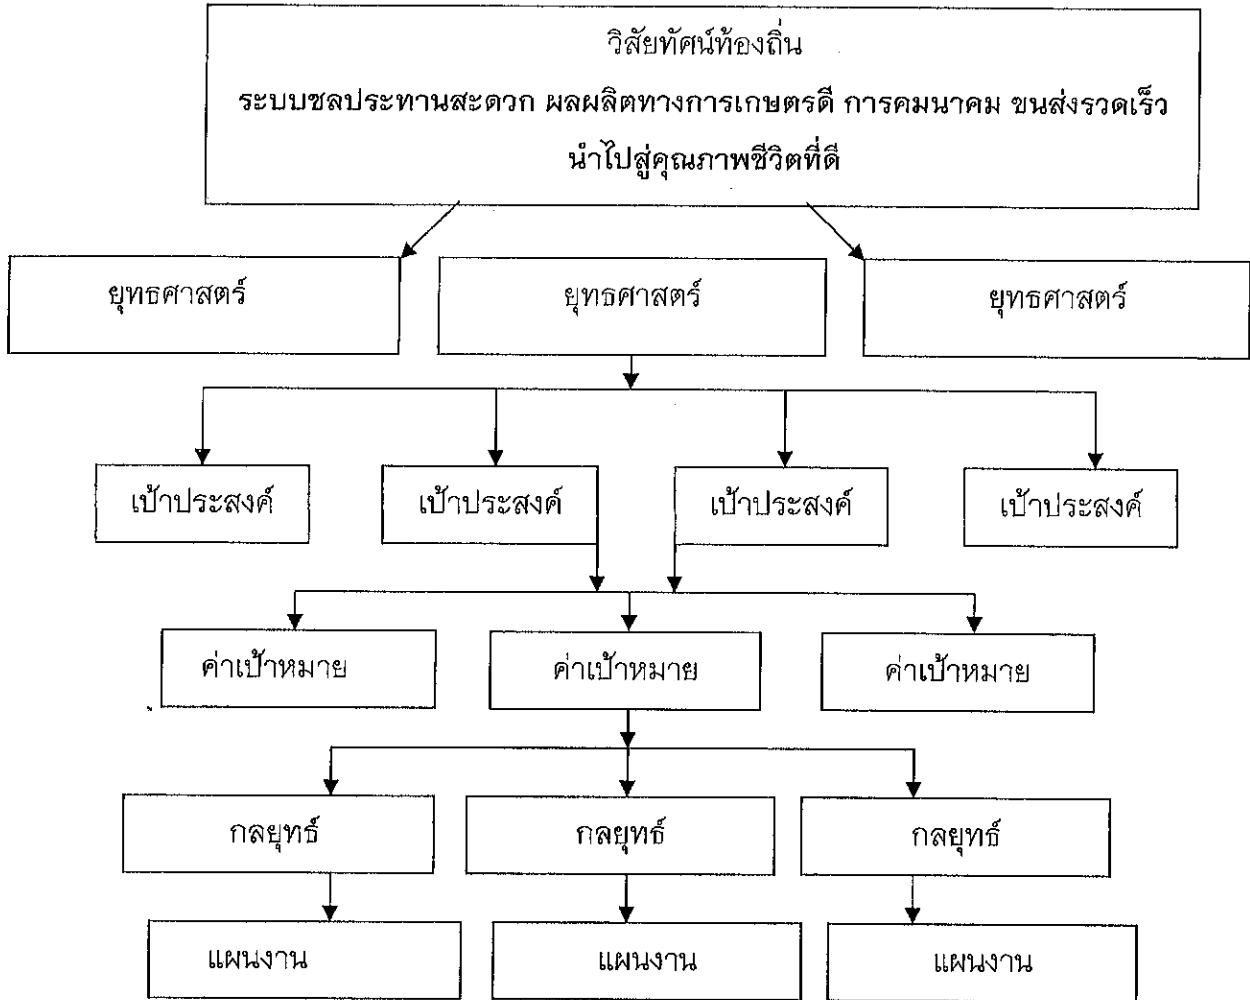 วิสัยทัศน์ท้องถิ่น
ระบบชลประทานสะดวก ผลผลิตทางการเกษตรดี การคมนาคม ขนส่งรวดเร็ว
นำไปสู่คุณภาพชีวิตที่ดี
ยุทธศาสตร์ ยุทธศาสตร์ ยุทธศาสตร์
เป้าประสงค์ เป้าประสงค์ เป้าประสงค์ เป้าประสงค์
ค่าเป้าหมาย ค่าเป้าหมาย ค่าเป้าหมาย
กลยุทธ์ กลยุทธ์ กลยุทธ์
แผนงาน แผนงาน แผนงาน